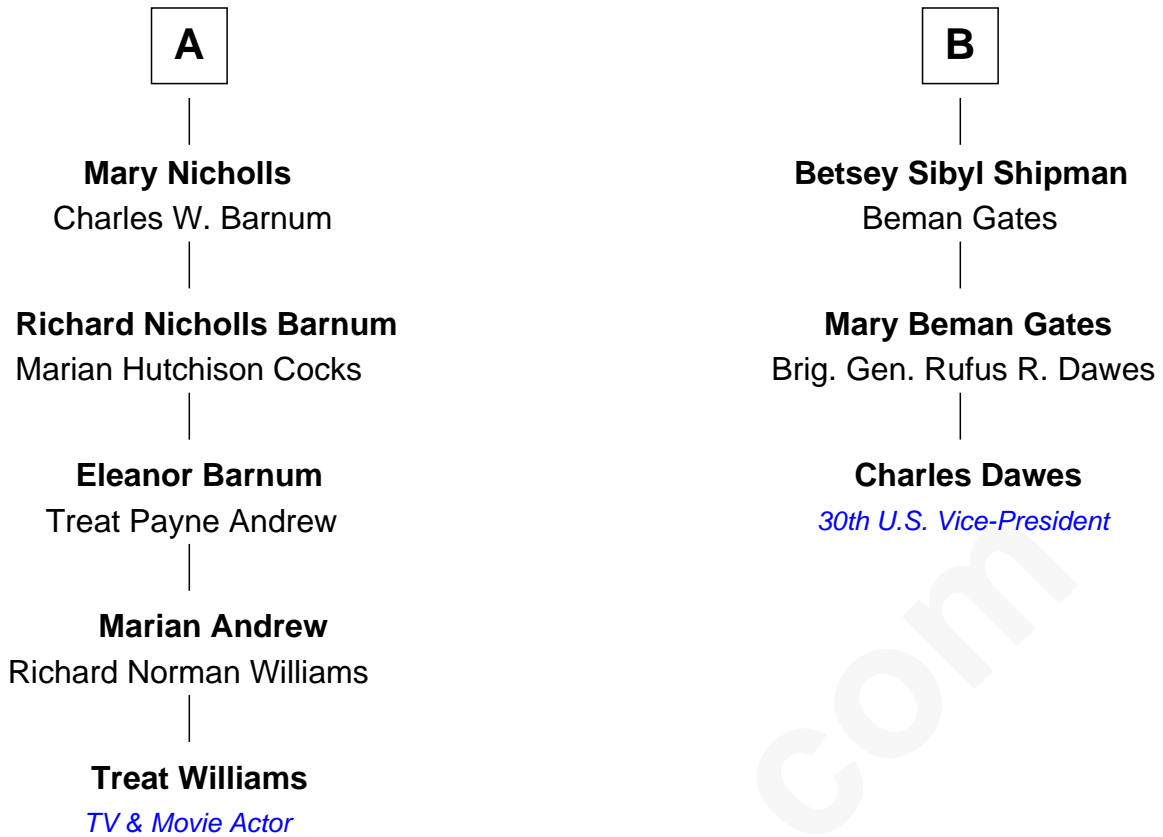 A
Mary Nicholls
Charles W. Barnum
Richard Nicholls Barnum
Marian Hutchison Cocks
Eleanor Barnum
Treat Payne Andrew
Marian Andrew
Richard Norman Williams
Treat Williams
TV & Movie Actor
B
Betsey Sibyl Shipman
Beman Gates
Mary Beman Gates
Brig. Gen. Rufus R. Dawes
Charles Dawes
30th U.S. Vice-President
com